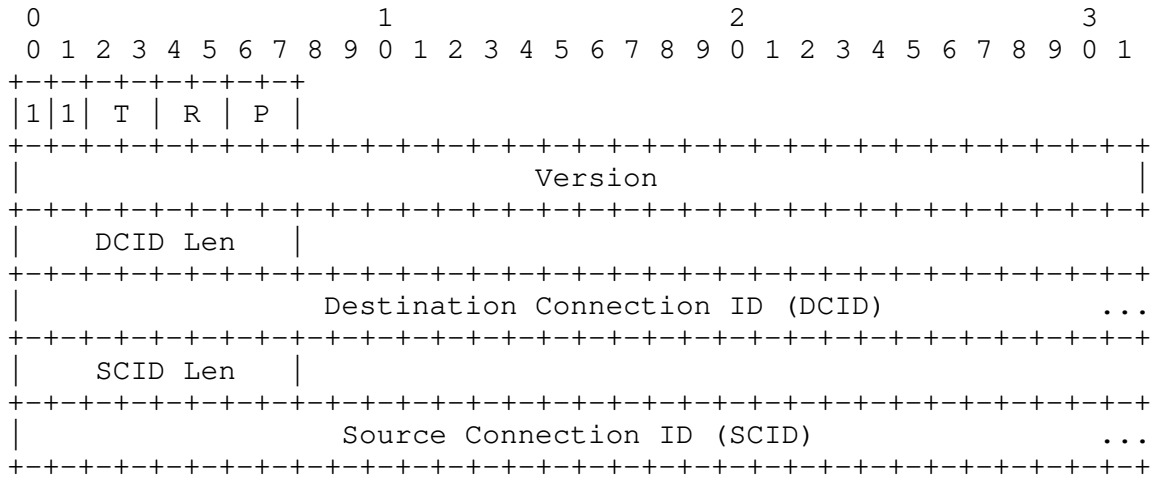 0                   1                   2                   3
 0 1 2 3 4 5 6 7 8 9 0 1 2 3 4 5 6 7 8 9 0 1 2 3 4 5 6 7 8 9 0 1
+-+-+-+-+-+-+-+-+
|1|1| T | R | P |
+-+-+-+-+-+-+-+-+-+-+-+-+-+-+-+-+-+-+-+-+-+-+-+-+-+-+-+-+-+-+-+-+
|                             Version                           |
+-+-+-+-+-+-+-+-+-+-+-+-+-+-+-+-+-+-+-+-+-+-+-+-+-+-+-+-+-+-+-+-+
|    DCID Len   |
+-+-+-+-+-+-+-+-+-+-+-+-+-+-+-+-+-+-+-+-+-+-+-+-+-+-+-+-+-+-+-+-+
|                 Destination Connection ID (DCID)            ...
+-+-+-+-+-+-+-+-+-+-+-+-+-+-+-+-+-+-+-+-+-+-+-+-+-+-+-+-+-+-+-+-+
|    SCID Len   |
+-+-+-+-+-+-+-+-+-+-+-+-+-+-+-+-+-+-+-+-+-+-+-+-+-+-+-+-+-+-+-+-+
|                  Source Connection ID (SCID)                ...
+-+-+-+-+-+-+-+-+-+-+-+-+-+-+-+-+-+-+-+-+-+-+-+-+-+-+-+-+-+-+-+-+